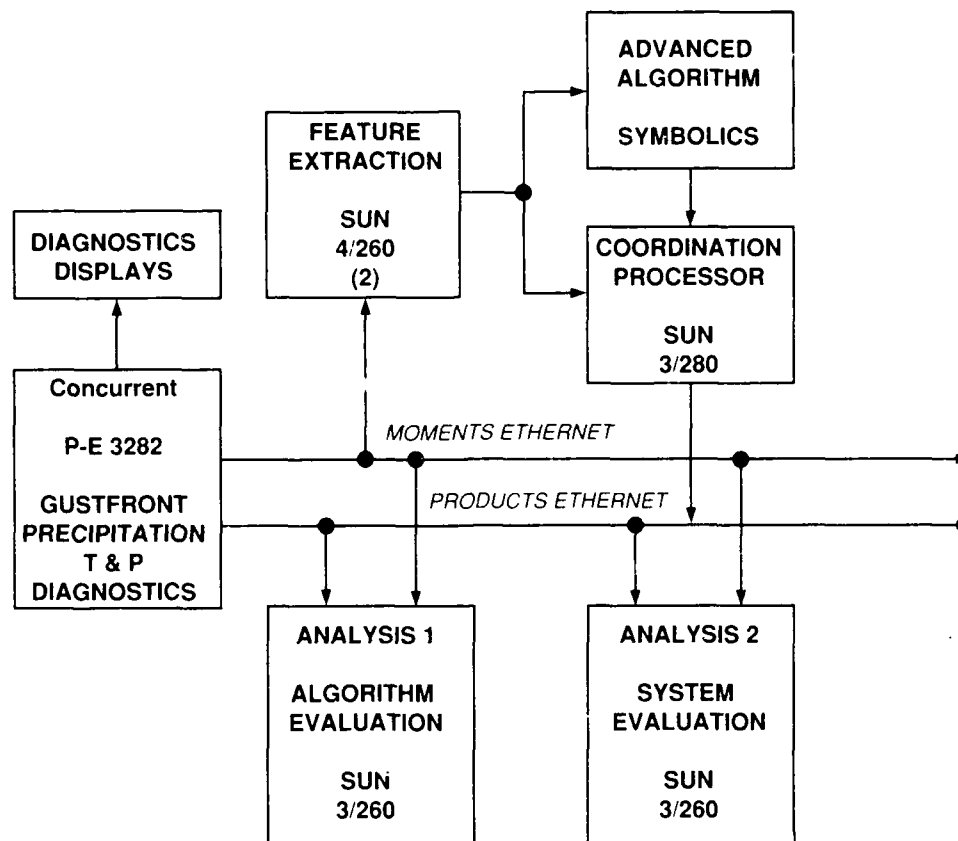 ADVANCED
ALGORITHM
SYMBOLICS
FEATURE
EXTRACTION
SUN
4/260
(2)
DIAGNOSTICS
DISPLAYS
COORDINATION
PROCESSOR
SUN
3/280
Concurrent
P-E 3282
GUSTFRONT
PRECIPITATION
T & P
DIAGNOSTICS
MOMENTS ETHERNET
PRODUCTS ETHERNET
ANALYSIS 1
ALGORITHM
EVALUATION
SUN
3/260
ANALYSIS 2
SYSTEM
EVALUATION
SUN
3/260